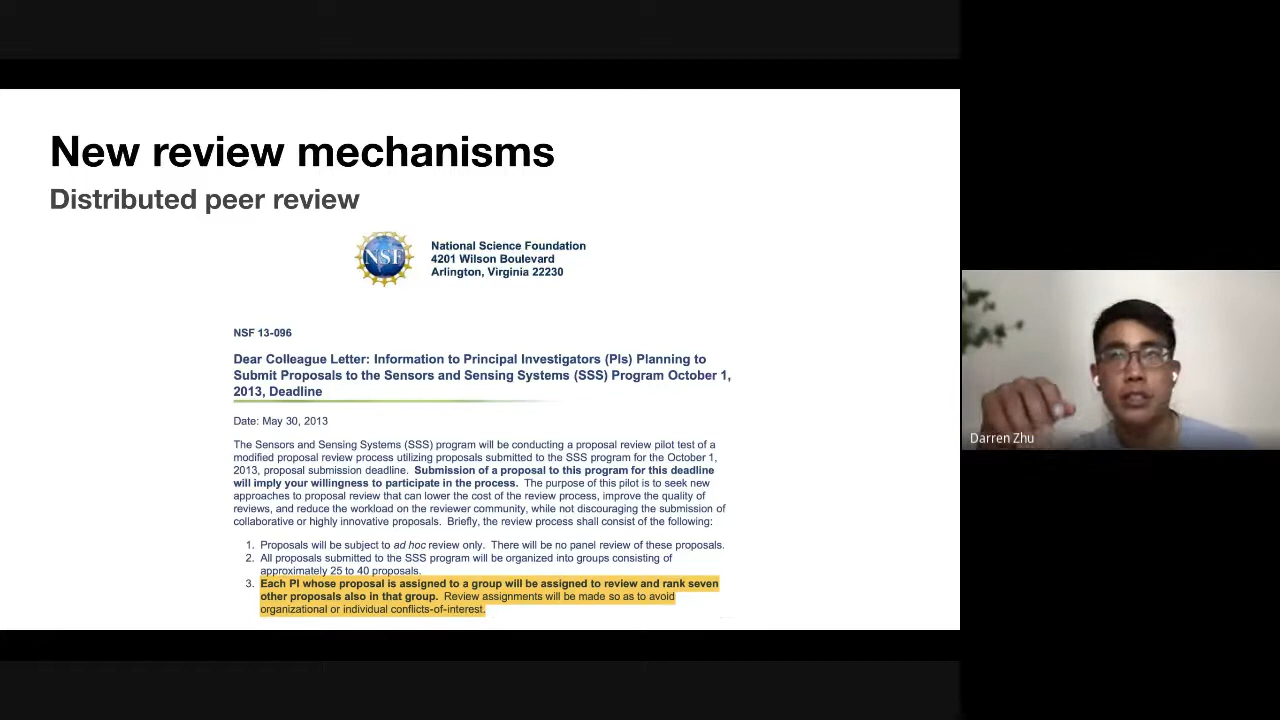 New review mechanisms
Distributed peer review
NSF
National Science Foundation
4201 Wilson Boulevard
Arlington, Virginia 22230
NSF 13-096
Dear Colleague Letter: Information to Principal Investigators (PIs) Planning to
Submit Proposals to the Sensors and Sensing Systems (SSS) Program October 1,
2013, Deadline
Date: May 30, 2013
The Sensors and Sensing Systems (SSS) program will be conducting a proposal review pilot test of a
modified proposal review process utilizing proposals submitted to the SSS program for the October 1,
2013, proposal submission deadline. Submission of a proposal to this program for this deadline
will imply your willingness to participate in the process. The purpose of this pilot is to seek new
approaches to proposal review that can lower the cost of the review process, improve the quality of
reviews, and reduce the workload on the reviewer community, while not discouraging the submission of
collaborative or highly innovative proposals. Briefly, the review process shall consist of the following:
1. Proposals will be subject to ad hoc review only. There will be no panel review of these proposals.
2. All proposals submitted to the SSS program will be organized into groups consisting of
approximately 25 to 40 proposals.
3. Each PI whose proposal is assigned to a group will be assigned to review and rank seven
other proposals also in that group. Review assignments will be made so as to avoid
organizational or individual conflicts-of-interest.
Darren Zhu